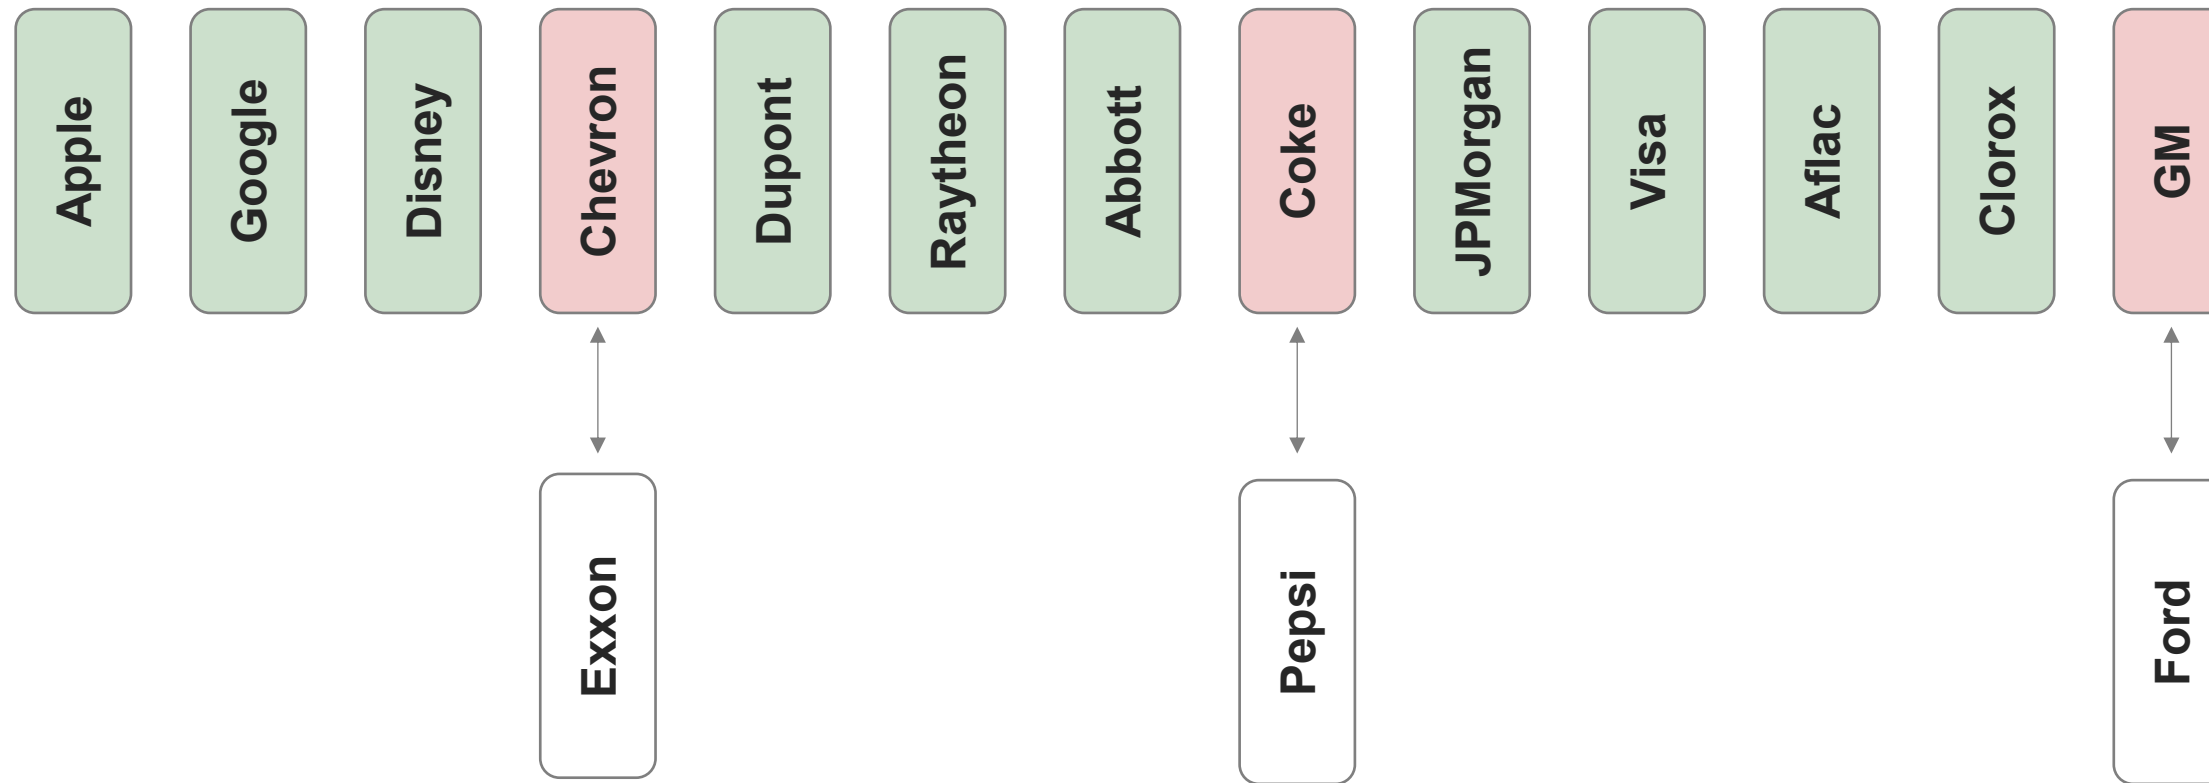 Apple
Google
Disney
Chevron
Dupont
Raytheon
Abbott
Coke
JPMorgan
Visa
Aflac
Clorox
GM
Exxon
Pepsi
Ford